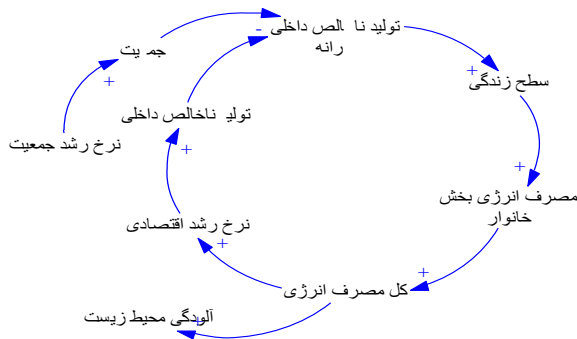 تولید نا الص داخلی
رانه
جم یت
سطح زندگی
تولی ناخالص داخلی
نرخ رشد جمعیت
مصرف انرژی بخش
خانوار
نرخ رشد اقتصادی
کل مصرف انرژی
آلودگی محیط زیست
-
+
+
+
+
+
+
+
+